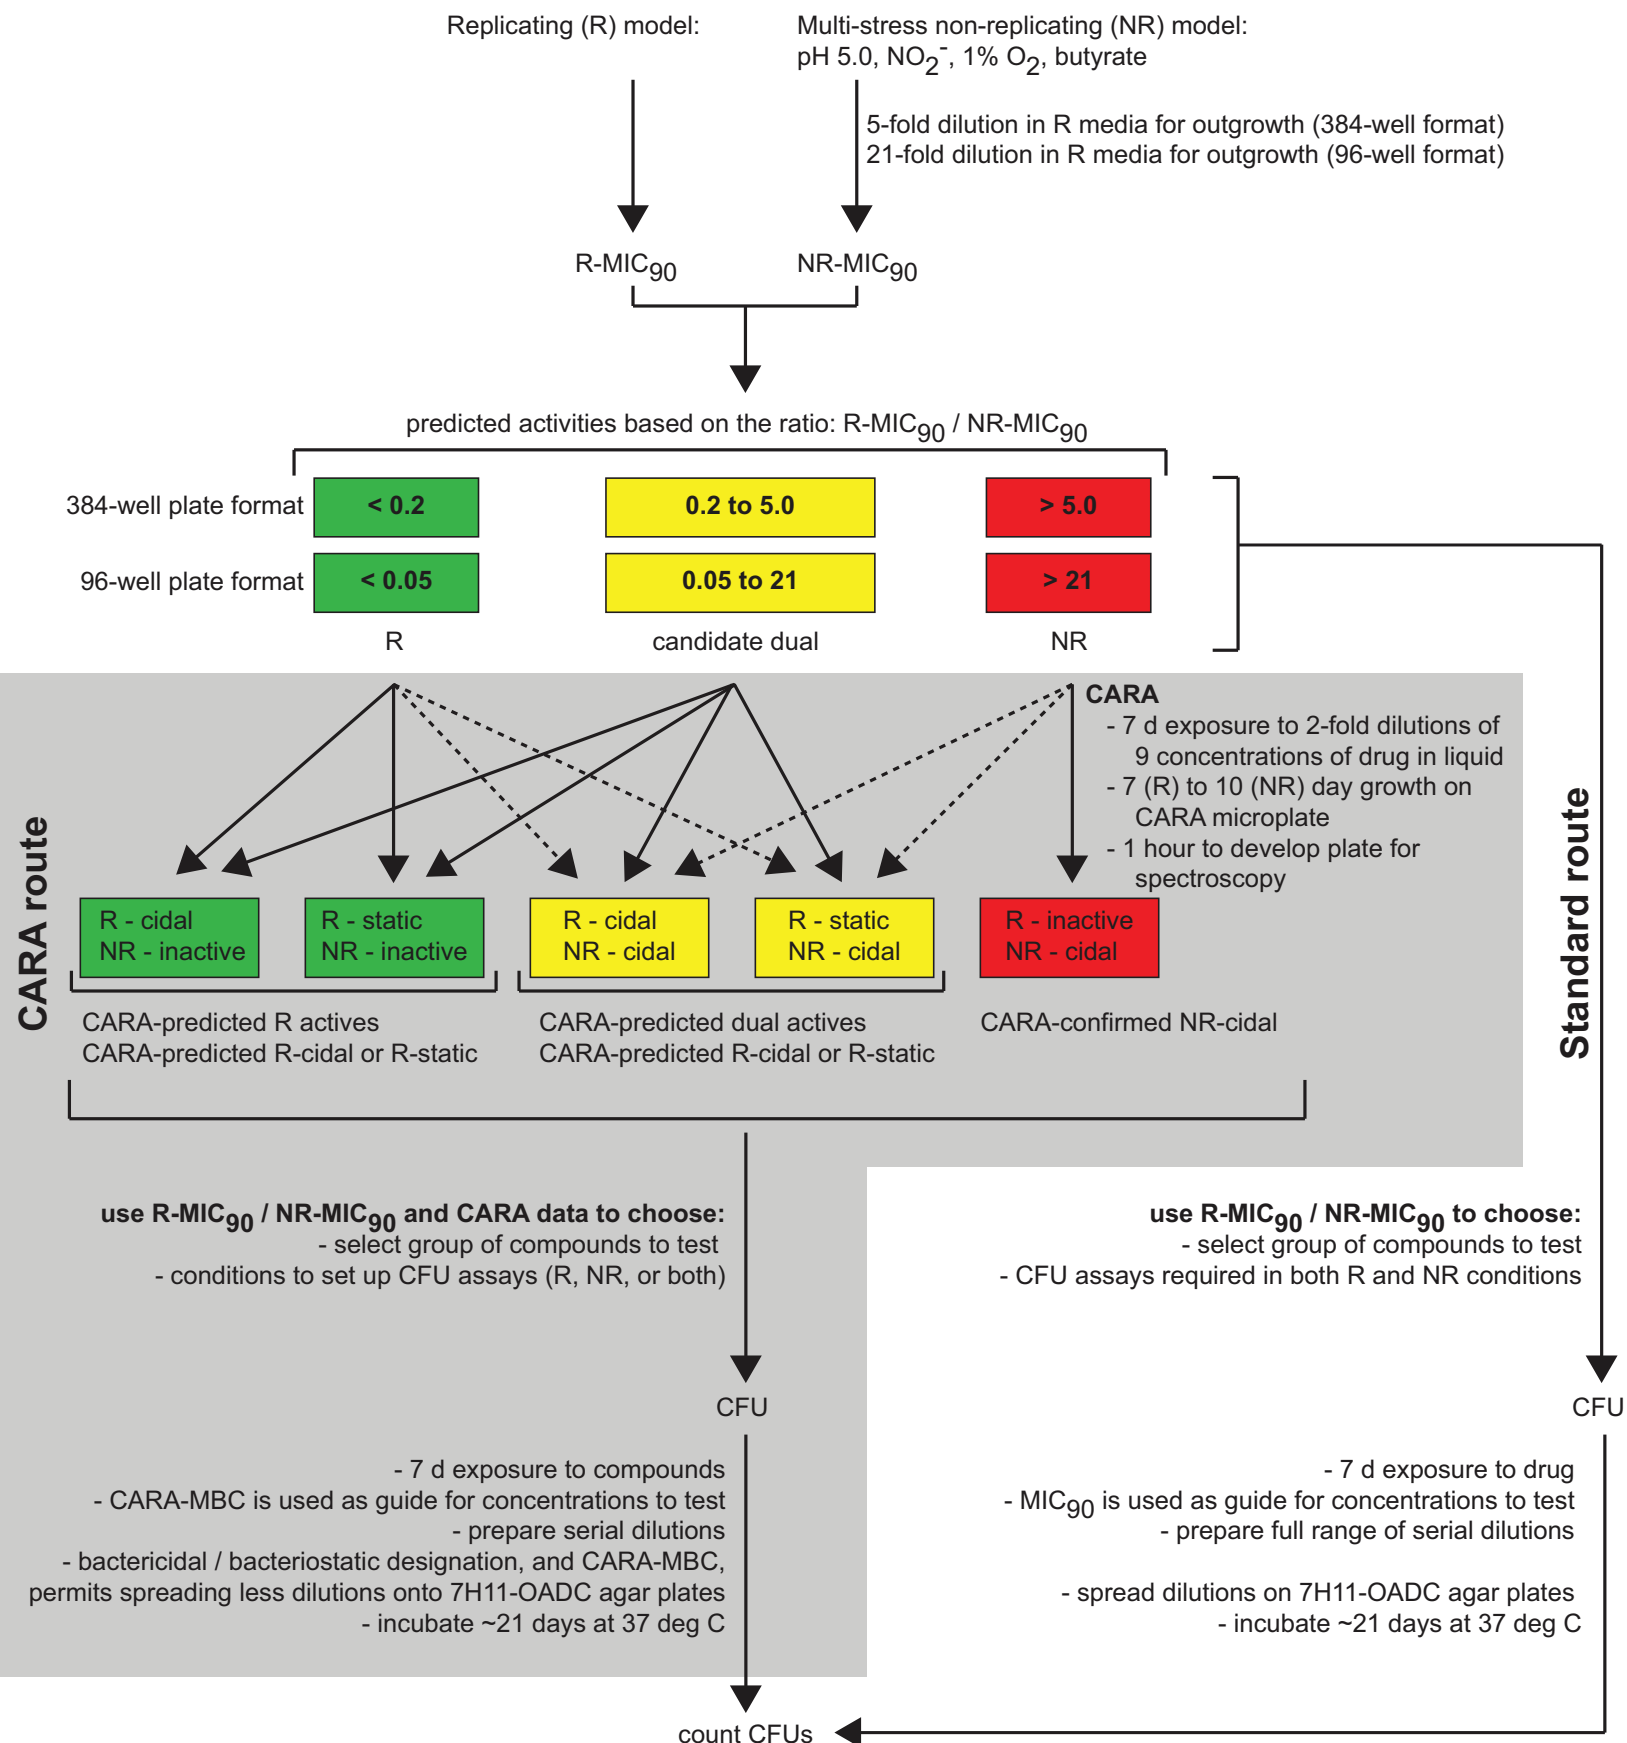 Replicating (R) model:
Multi-stress non-replicating (NR) model:
pH 5.0, NO2-, 1% O2, butyrate
5-fold dilution in R media for outgrowth (384-well format)
21-fold dilution in R media for outgrowth (96-well format)
R-MIC90
NR-MIC90
predicted activities based on the ratio: R-MIC90 / NR-MIC90
384-well plate format
< 0.2
0.2 to 5.0
> 5.0
96-well plate format
< 0.05
0.05 to 21
> 21
R
candidate dual
NR
CARA route
Standard route
CARA
- 7 d exposure to 2-fold dilutions of
9 concentrations of drug in liquid
- 7 (R) to 10 (NR) day growth on
CARA microplate
- 1 hour to develop plate for
spectroscopy
R - cidal
NR - inactive
R - static
NR - inactive
R - cidal
NR - cidal
R - static
NR - cidal
R - inactive
NR - cidal
CARA-predicted R actives
CARA-predicted R-cidal or R-static
CARA-predicted dual actives
CARA-predicted R-cidal or R-static
CARA-confirmed NR-cidal
use R-MIC90 / NR-MIC90 and CARA data to choose:
- select group of compounds to test
- conditions to set up CFU assays (R, NR, or both)
use R-MIC90 / NR-MIC90 to choose:
- select group of compounds to test
- CFU assays required in both R and NR conditions
CFU
CFU
- 7 d exposure to compounds
- CARA-MBC is used as guide for concentrations to test
- prepare serial dilutions
- bactericidal / bacteriostatic designation, and CARA-MBC,
permits spreading less dilutions onto 7H11-OADC agar plates
- incubate ~21 days at 37 deg C
- 7 d exposure to drug
- MIC90 is used as guide for concentrations to test
- prepare full range of serial dilutions
- spread dilutions on 7H11-OADC agar plates
- incubate ~21 days at 37 deg C
count CFUs